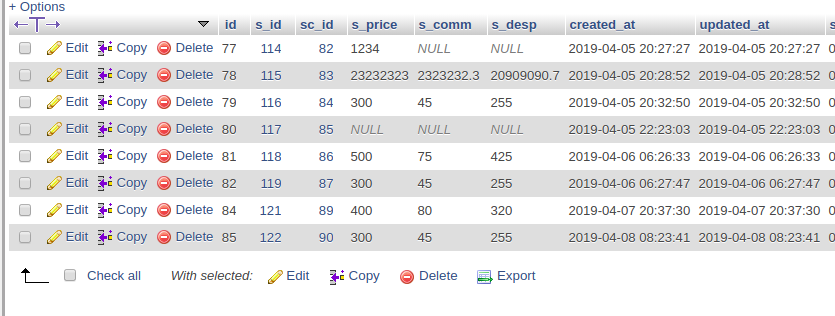 + Options
id s_id sc_id s_price s_comm s_desp created_at updated_at s
Edit Copy Delete 77 114 82 1234 NULL NULL 2019-04-05 20:27:27 2019-04-05 20:27:27 0
Edit Copy Delete 78 115 83 23232323 2323232.3 20909090.7 2019-04-05 20:28:52 2019-04-05 20:28:52 0
Edit Copy Delete 79 116 84 300 45 255 2019-04-05 20:32:50 2019-04-05 20:32:50 0
Edit Copy Delete 80 117 85 NULL NULL NULL 2019-04-05 22:23:03 2019-04-05 22:23:03 0
Edit Copy Delete 81 118 86 500 75 425 2019-04-06 06:26:33 2019-04-06 06:26:33 0
Edit Copy Delete 82 119 87 300 45 255 2019-04-06 06:27:47 2019-04-06 06:27:47 0
Edit Copy Delete 84 121 89 400 80 320 2019-04-07 20:37:30 2019-04-07 20:37:30 0
Edit Copy Delete 85 122 90 300 45 255 2019-04-08 08:23:41 2019-04-08 08:23:41 0
Check all With selected: Edit Copy Delete Export